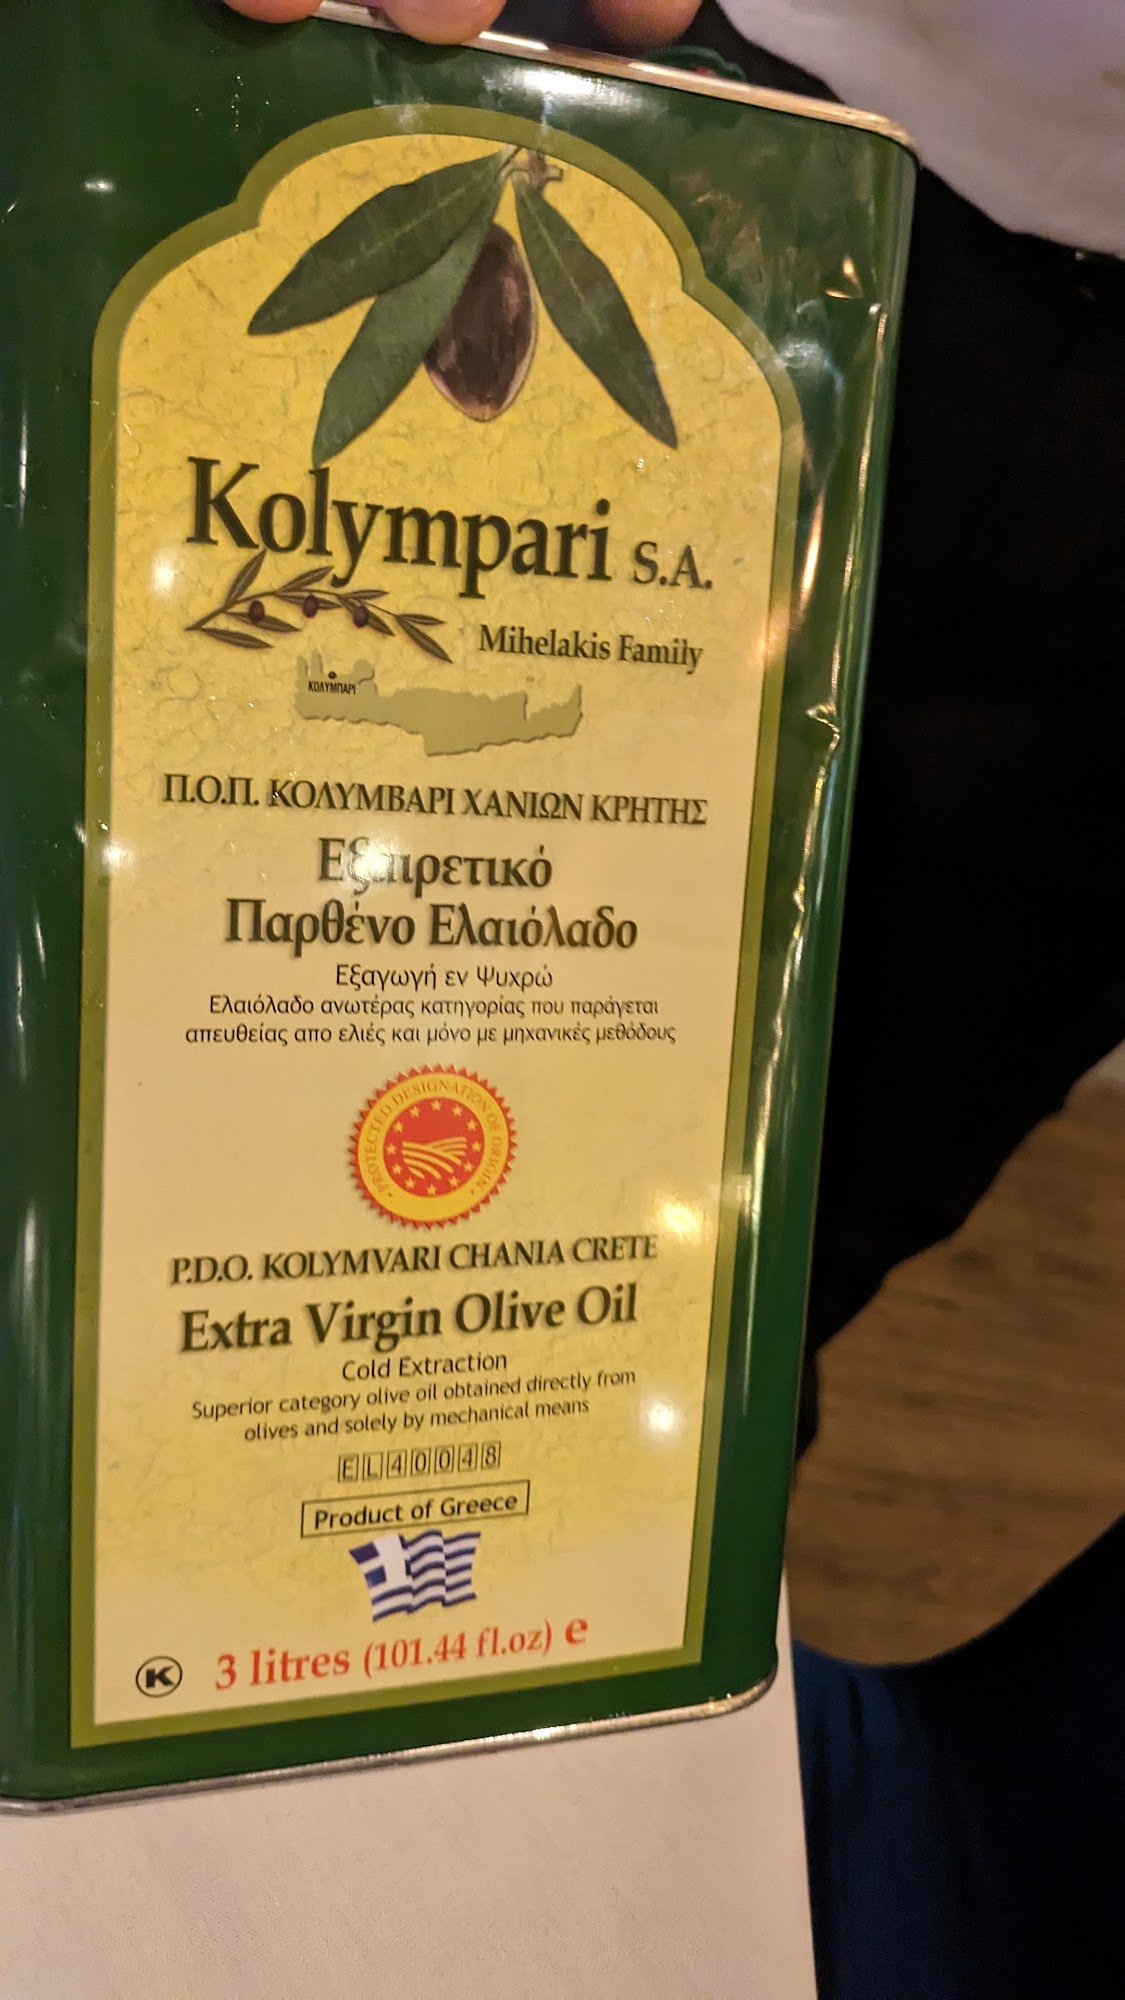 Kolympari S.A.
Mihelakis Family
ΚΟΛΥΜΠΑΡΙ
Π.Ο.Π. ΚΟΛΥΜΒΑΡΙ ΧΑΝΙΩΝ ΚΡΗΤΗΣ
Εξαιρετικό
Παρθένο Ελαιόλαδο
Εξαγωγή εν Ψυχρώ
Ελαιόλαδο ανωτέρας κατηγορίας που παράγεται
απευθείας απο ελιές και μόνο με μηχανικές μεθόδους
PROTECTED DESIGNATION OF ORIGIN
P.D.O. KOLYMVARI CHANIA CRETE
Extra Virgin Olive Oil
Cold Extraction
Superior category olive oil obtained directly from
olives and solely by mechanical means
EL40048
Product of Greece
K 3 litres (101.44 fl.oz) e